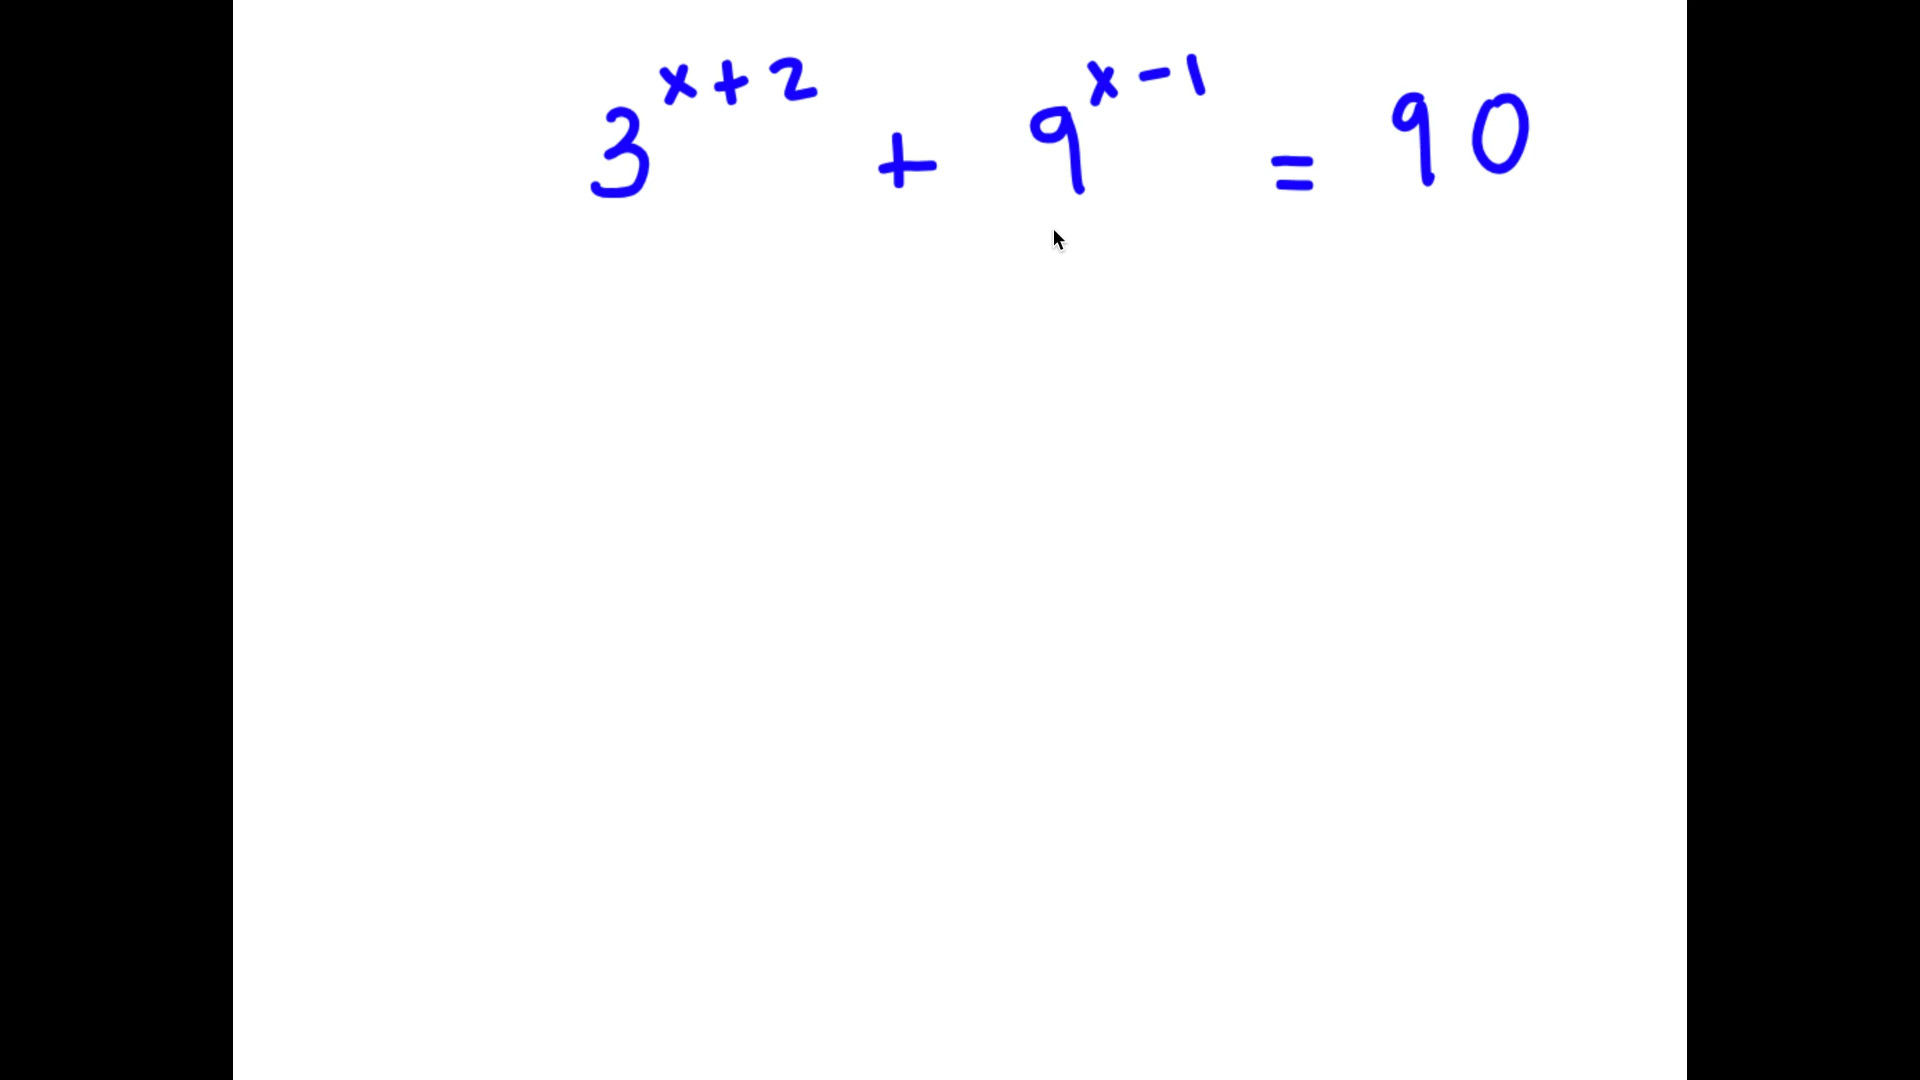 3^{x+2} + 9^{x-1} = 90